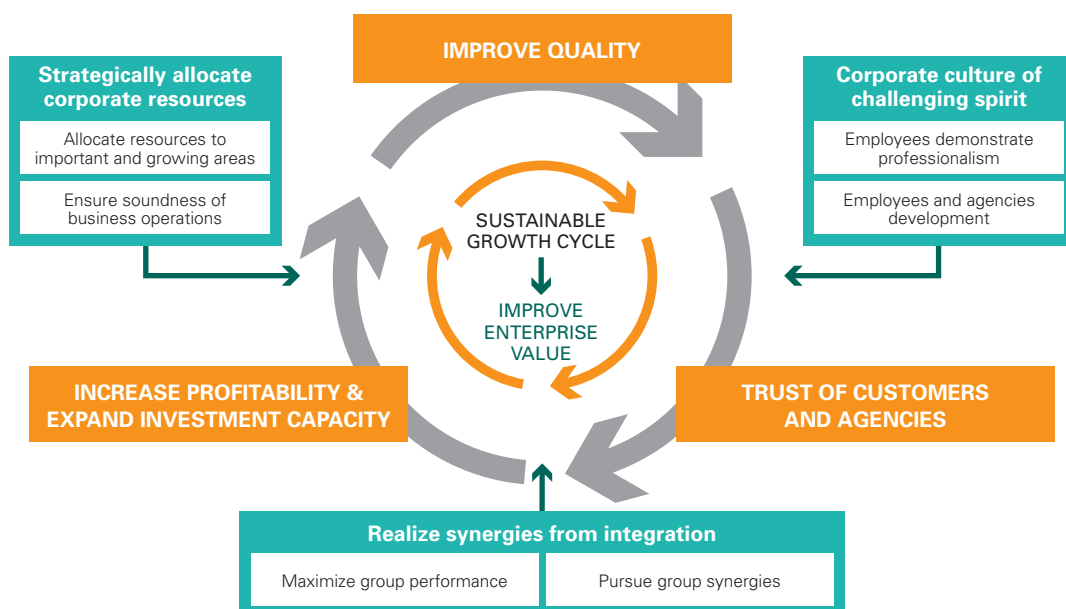 IMPROVE QUALITY
Strategically allocate
corporate resources
Allocate resources to
important and growing areas
Ensure soundness of
business operations
Corporate culture of
challenging spirit
Employees demonstrate
professionalism
Employees and agencies
development
SUSTAINABLE
GROWTH CYCLE
IMPROVE
ENTERPRISE
VALUE
INCREASE PROFITABILITY &
EXPAND INVESTMENT CAPACITY
TRUST OF CUSTOMERS
AND AGENCIES
Realize synergies from integration
Maximize group performance
Pursue group synergies